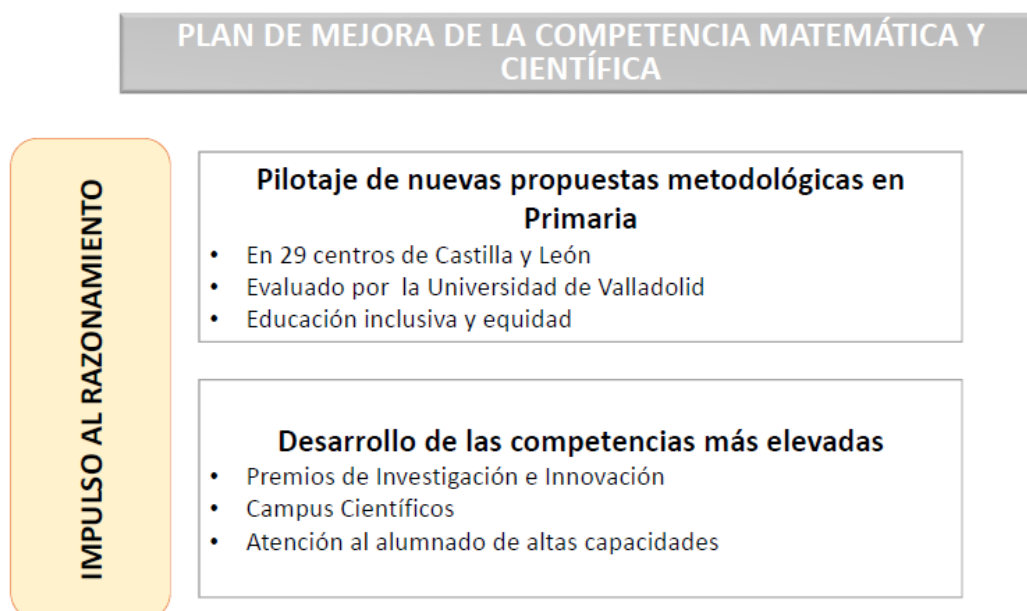 PLAN DE MEJORA DE LA COMPETENCIA MATEMÁTICA Y
CIENTÍFICA
IMPULSO AL RAZONAMIENTO
Pilotaje de nuevas propuestas metodológicas en
Primaria
• En 29 centros de Castilla y León
• Evaluado por la Universidad de Valladolid
• Educación inclusiva y equidad
Desarrollo de las competencias más elevadas
• Premios de Investigación e Innovación
• Campus Científicos
• Atención al alumnado de altas capacidades